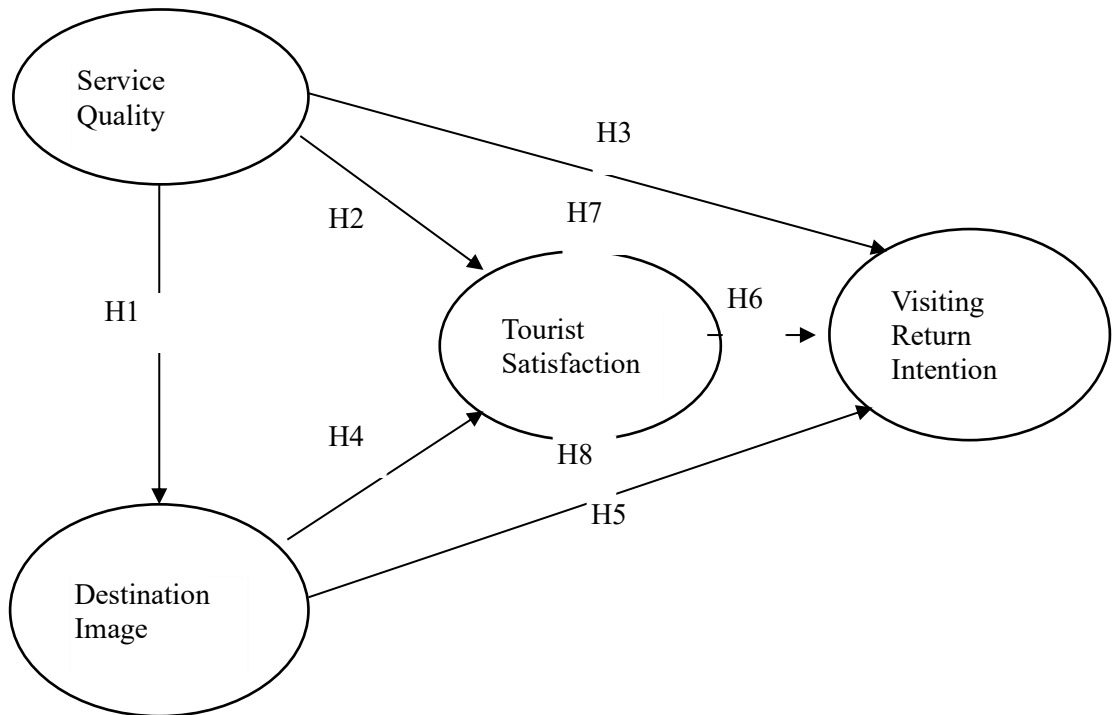 Service
Quality
H3
H2
H7
H6
H1
Tourist
Satisfaction
Visiting
Return
Intention
H4
H8
H5
Destination
Image